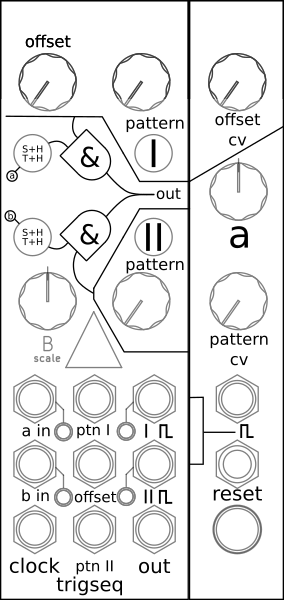 offset
pattern
offset
cv
S+H
T+H
&
I
a
out
b
S+H
T+H
&
II
pattern
a
B
scale
pattern
cv
a in
ptn I
I
b in
offset
II
reset
clock
ptn II
out
trigseq